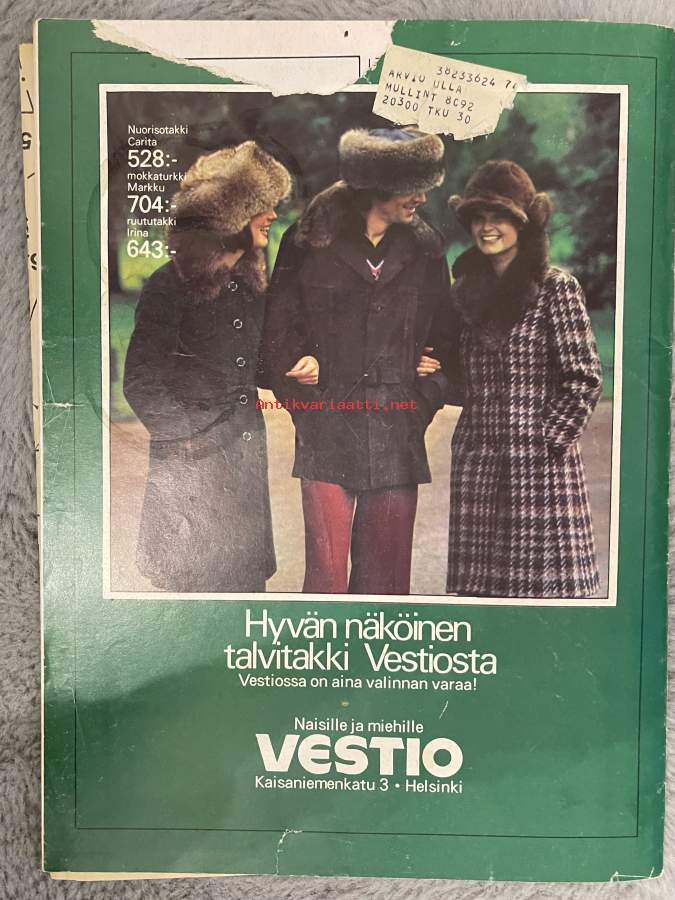 38233624 74
ARVIO ULLA
MULLINT 8C92
20300 TKU 30
Nuorisotakki
Carita
528:-
mokkaturkki
Markku
704:-
ruututakki
Irina
643:-
Antikvariaatti.net
Hyvän näköinen
talvitakki Vestiosta
Vestiossa on aina valinnan varaa!
Naisille ja miehille
VESTIO
Kaisaniemenkatu 3 • Helsinki